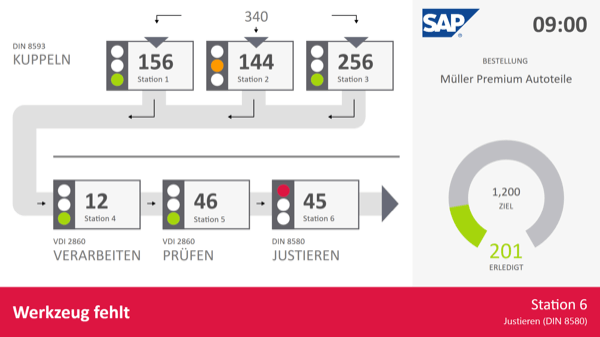 340
SAP®
09:00
DIN 8593
KUPPELN
156
Station 1
144
Station 2
256
Station 3
BESTELLUNG
Müller Premium Autoteile
12
Station 4
46
Station 5
45
Station 6
VDI 2860
VERARBEITEN
VDI 2860
PRÜFEN
DIN 8580
JUSTIEREN
1,200
ZIEL
201
ERLEDIGT
Werkzeug fehlt
Station 6
Justieren (DIN 8580)